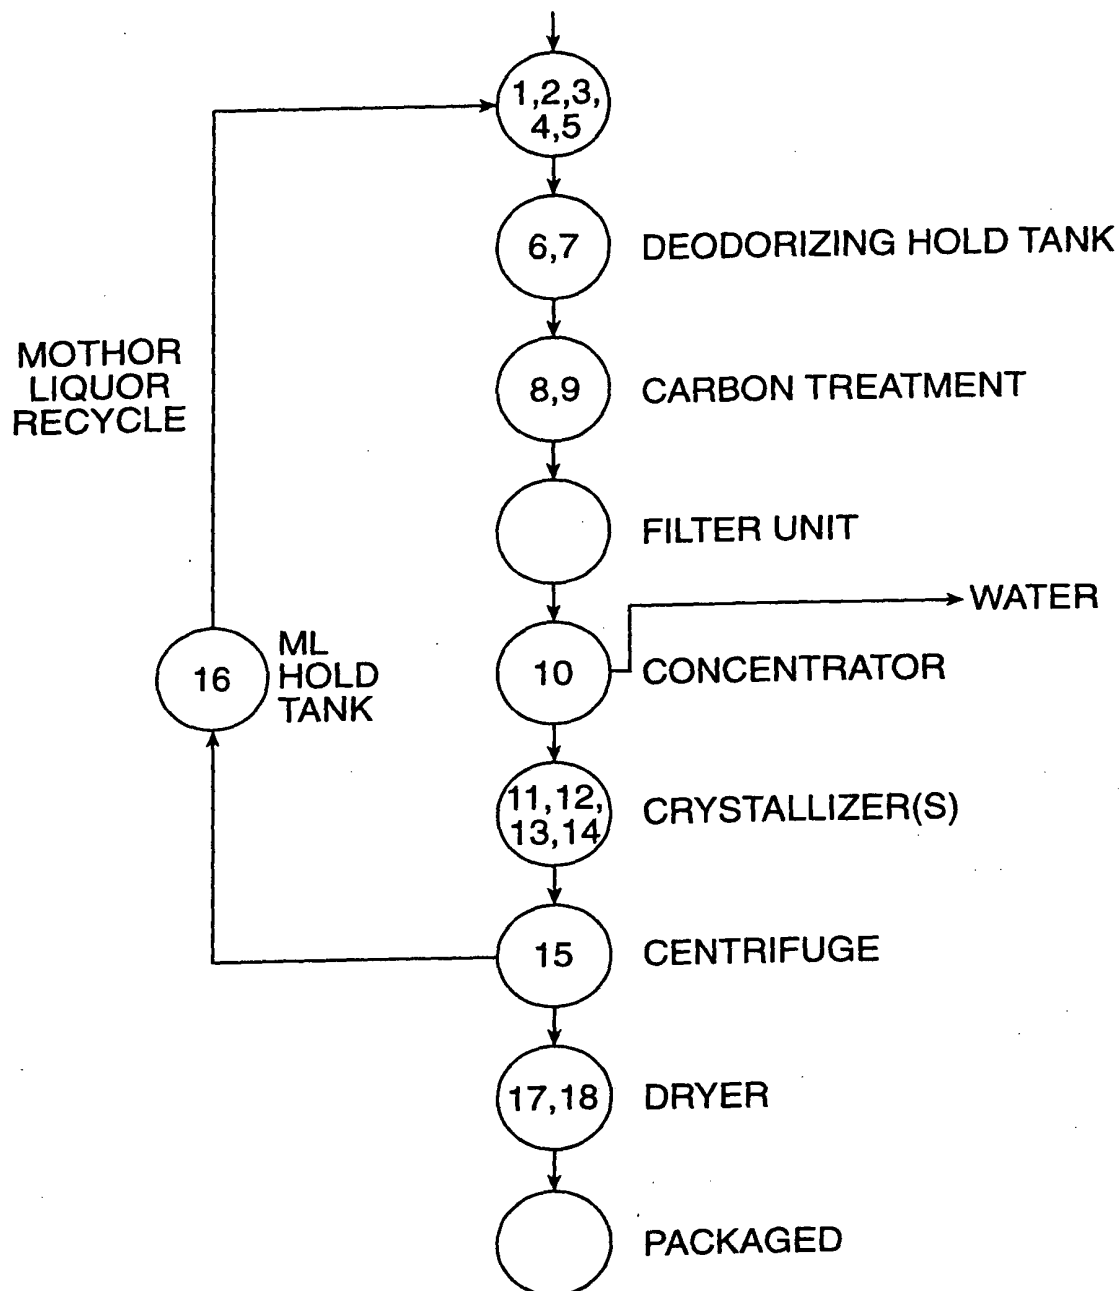 1,2,3,
4,5
6,7
DEODORIZING HOLD TANK
MOTHOR
LIQUOR
RECYCLE
8,9
CARBON TREATMENT
FILTER UNIT
WATER
16
ML
HOLD
TANK
10
CONCENTRATOR
11,12,
13,14
CRYSTALLIZER(S)
15
CENTRIFUGE
17,18
DRYER
PACKAGED